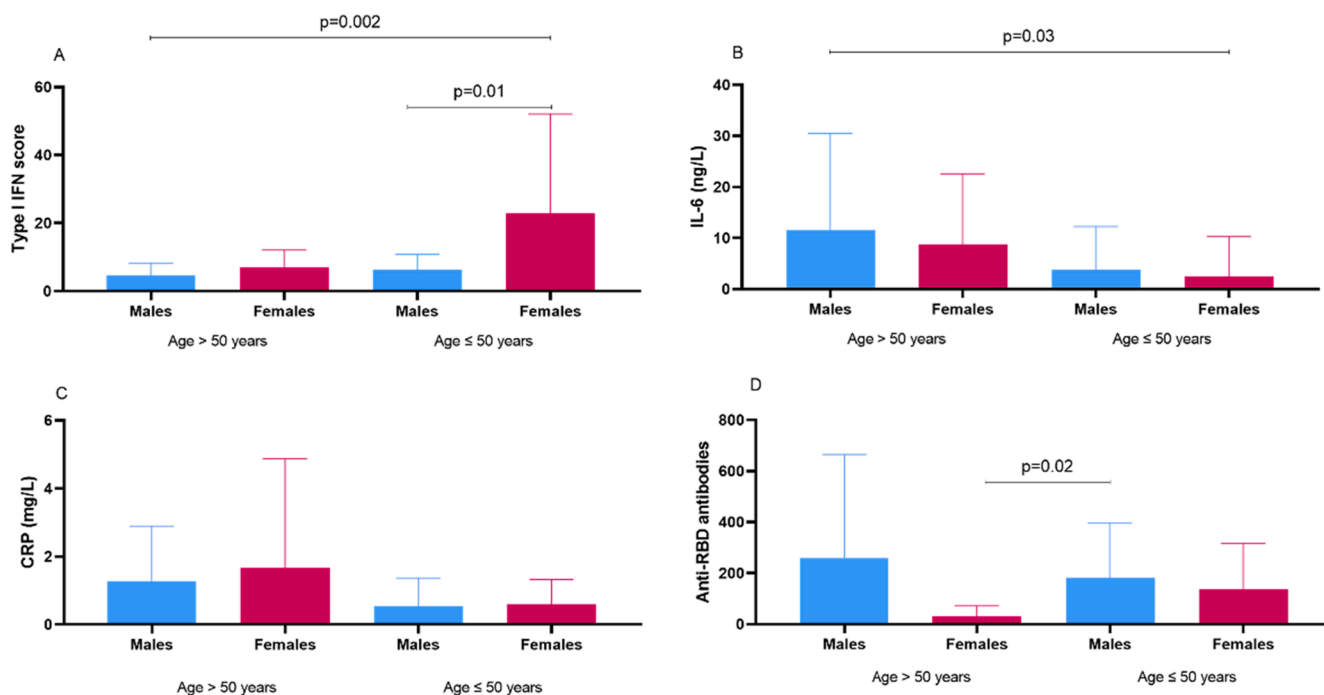 A
p=0.002
p=0.01
Type I IFN score
60
40
20
0
Males Females Males Females
Age > 50 years Age ≤ 50 years
B
p=0.03
IL-6 (ng/L)
40
30
20
10
0
Males Females Males Females
Age > 50 years Age ≤ 50 years
C
CRP (mg/L)
6
4
2
0
Males Females Males Females
Age > 50 years Age ≤ 50 years
D
p=0.02
Anti-RBD antibodies
800
600
400
200
0
Males Females Males Females
Age > 50 years Age ≤ 50 years